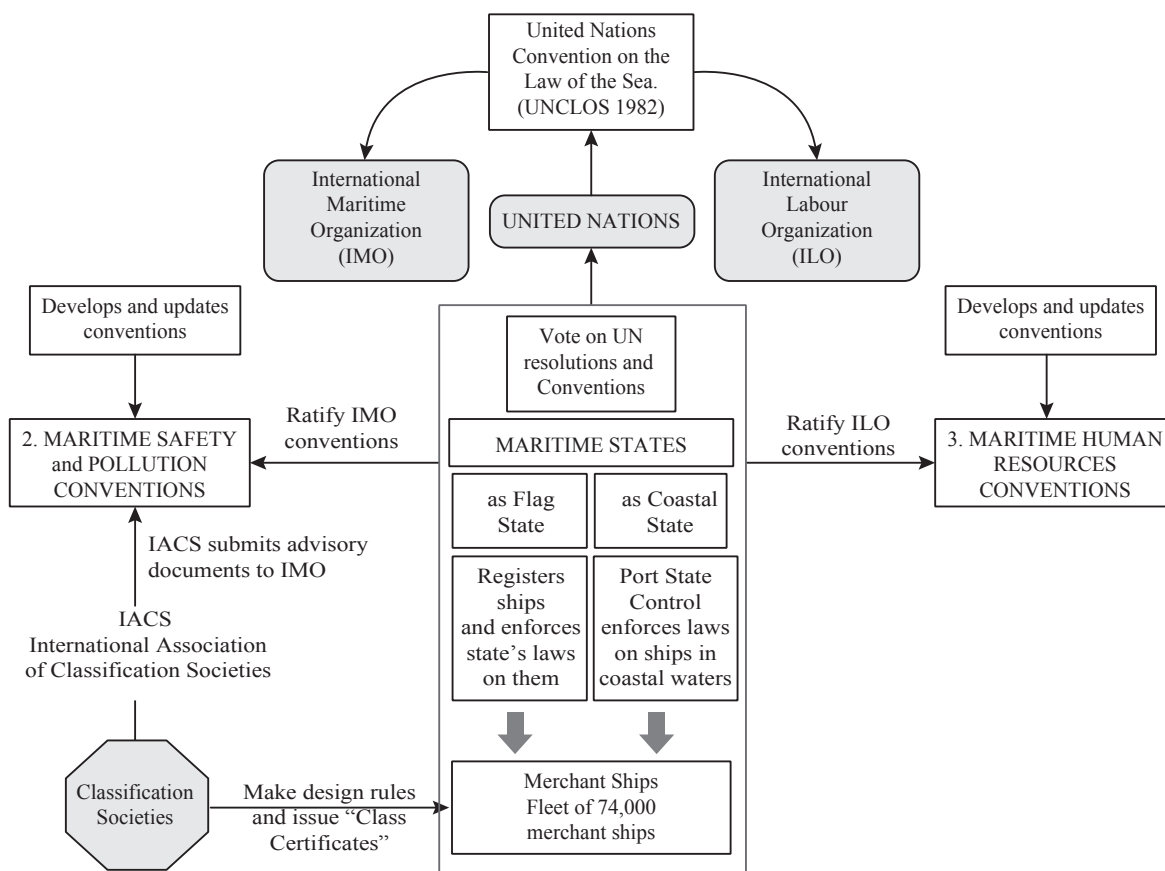 United Nations
Convention on the
Law of the Sea.
(UNCLOS 1982)
International
Maritime
Organization
(IMO)
UNITED NATIONS
International
Labour
Organization
(ILO)
Develops and updates
conventions
Vote on UN
resolutions and
Conventions
Develops and updates
conventions
Ratify IMO
conventions
Ratify ILO
conventions
2. MARITIME SAFETY
and POLLUTION
CONVENTIONS
MARITIME STATES
3. MARITIME HUMAN
RESOURCES
CONVENTIONS
as Flag
State
as Coastal
State
IACS submits advisory
documents to IMO
IACS
International Association
of Classification Societies
Registers
ships
and enforces
state’s laws
on them
Port State
Control
enforces laws
on ships in
coastal waters
Classification
Societies
Make design rules
and issue “Class
Certificates”
Merchant Ships
Fleet of 74,000
merchant ships